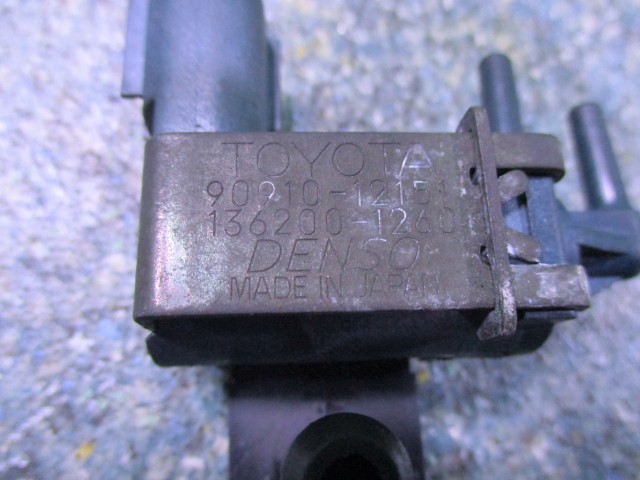 TOYOTA
90910-12151
136200-1260
DENSO
MADE IN JAPAN